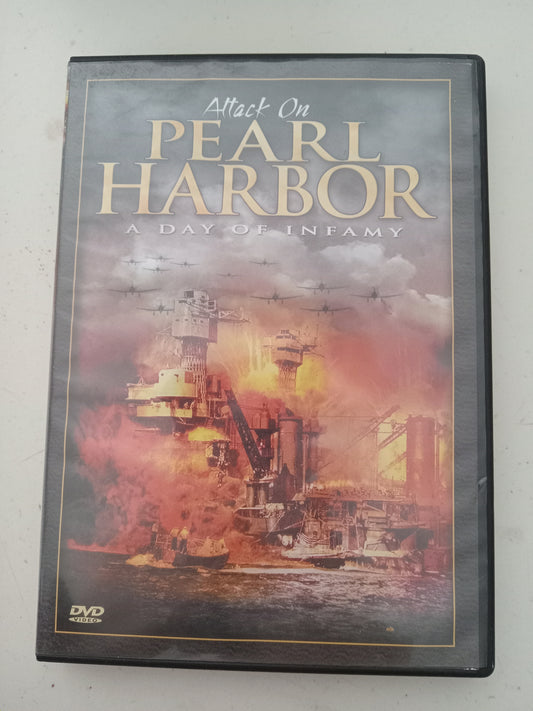 Attack On
PEARL
HARBOR
A DAY OF INFAMY
DVD
VIDEO